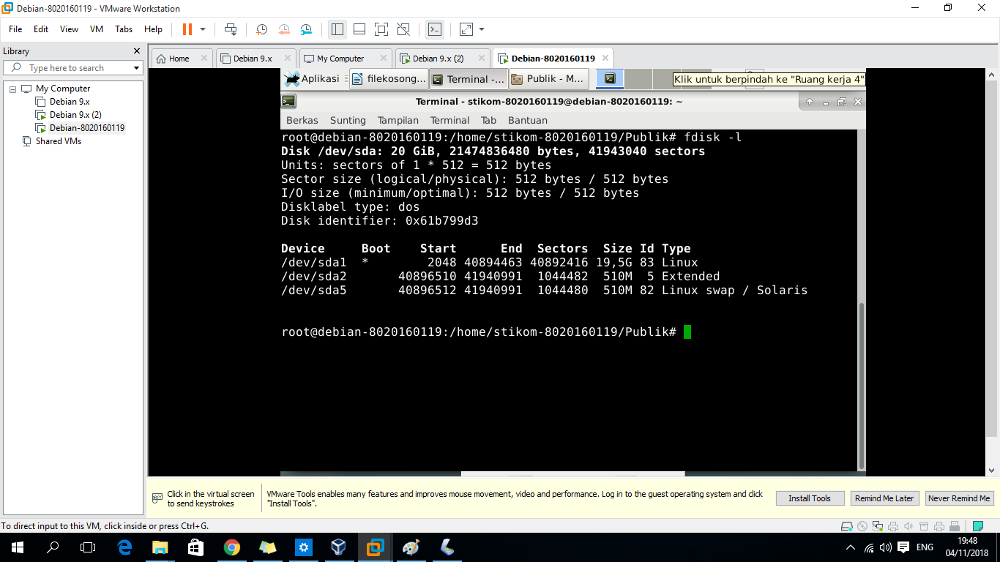 Debian-8020160119 - VMware Workstation
File Edit View VM Tabs Help
Library
Type here to search
My Computer
Debian 9.x
Debian 9.x (2)
Debian-8020160119
Shared VMs
Home Debian 9.x My Computer Debian 9.x (2) Debian-8020160119
Aplikasi filekosong... Terminal -... Publik - M... Klik untuk berpindah ke "Ruang kerja 4"
Terminal - stikom-8020160119@debian-8020160119: ~
Berkas Sunting Tampilan Terminal Tab Bantuan
root@debian-8020160119:/home/stikom-8020160119/Publik# fdisk -l
Disk /dev/sda: 20 GiB, 21474836480 bytes, 41943040 sectors
Units: sectors of 1 * 512 = 512 bytes
Sector size (logical/physical): 512 bytes / 512 bytes
I/O size (minimum/optimal): 512 bytes / 512 bytes
Disklabel type: dos
Disk identifier: 0x61b799d3
Device Boot Start End Sectors Size Id Type
/dev/sda1 * 2048 40894463 40892416 19,5G 83 Linux
/dev/sda2 40896510 41940991 1044482 510M 5 Extended
/dev/sda5 40896512 41940991 1044480 510M 82 Linux swap / Solaris
root@debian-8020160119:/home/stikom-8020160119/Publik#
Click in the virtual screen
to send keystrokes
VMware Tools enables many features and improves mouse movement, video and performance. Log in to the guest operating system and click
"Install Tools".
Install Tools Remind Me Later Never Remind Me
To direct input to this VM, click inside or press Ctrl+G.
ENG
19:48
04/11/2018